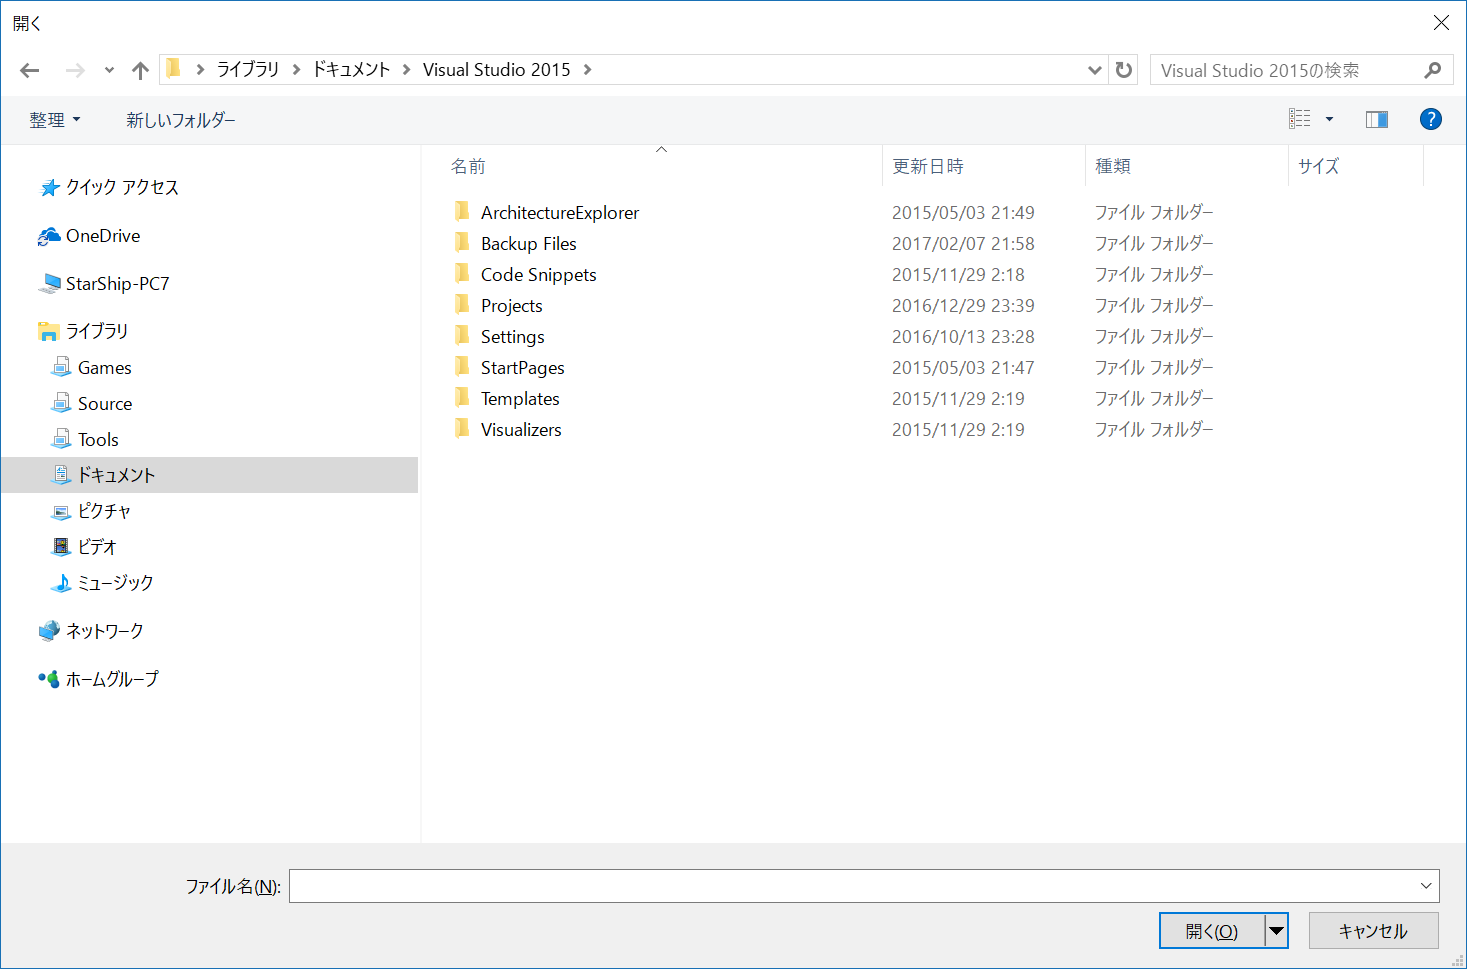 開く
ライブラリ ドキュメント Visual Studio 2015
Visual Studio 2015の検索
整理 新しいフォルダー
?
クイック アクセス
OneDrive
StarShip-PC7
ライブラリ
Games
Source
Tools
ドキュメント
ピクチャ
ビデオ
ミュージック
ネットワーク
ホームグループ
名前 更新日時 種類 サイズ
ArchitectureExplorer 2015/05/03 21:49 ファイル フォルダー
Backup Files 2017/02/07 21:58 ファイル フォルダー
Code Snippets 2015/11/29 2:18 ファイル フォルダー
Projects 2016/12/29 23:39 ファイル フォルダー
Settings 2016/10/13 23:28 ファイル フォルダー
StartPages 2015/05/03 21:47 ファイル フォルダー
Templates 2015/11/29 2:19 ファイル フォルダー
Visualizers 2015/11/29 2:19 ファイル フォルダー
ファイル名(N):
開く(O) キャンセル